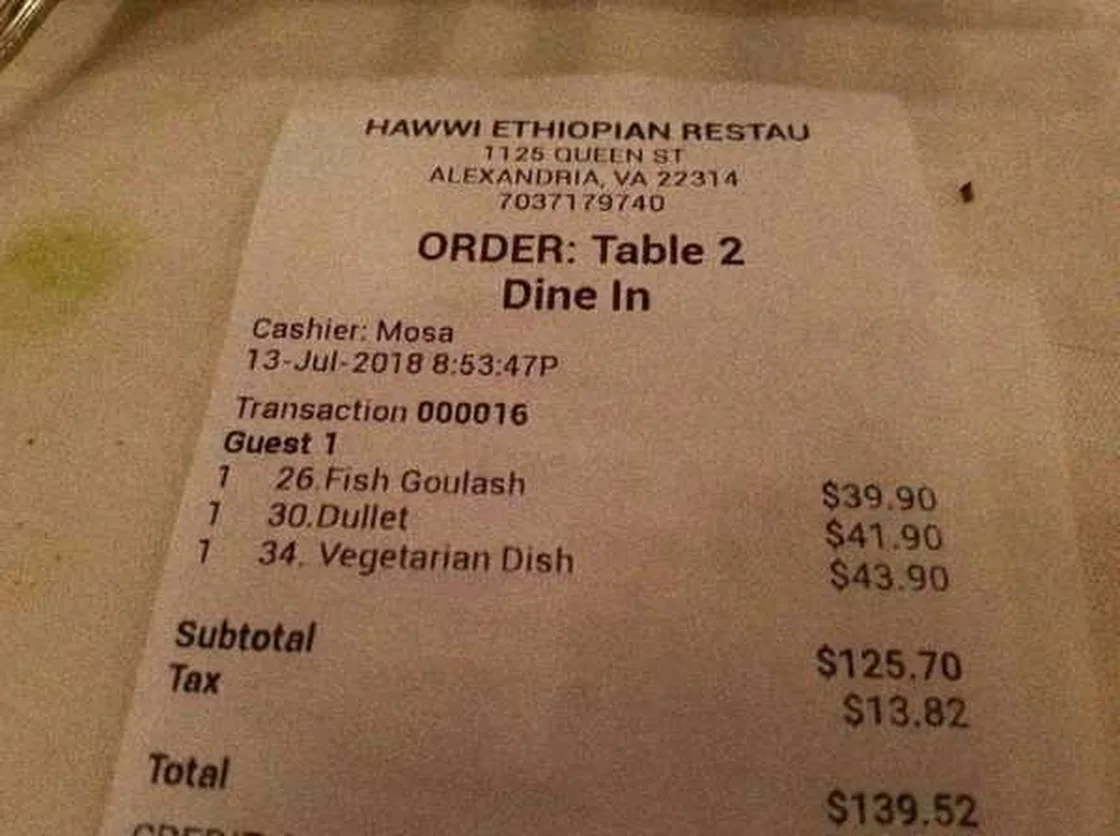 HAWWI ETHIOPIAN RESTAU
1125 QUEEN ST
ALEXANDRIA, VA 22314
7037179740
ORDER: Table 2
Dine In
Cashier: Mosa
13-Jul-2018 8:53:47P
Transaction 000016
Guest 1
1 26.Fish Goulash $39.90
1 30.Dullet $41.90
1 34. Vegetarian Dish $43.90
Subtotal $125.70
Tax $13.82
Total $139.52